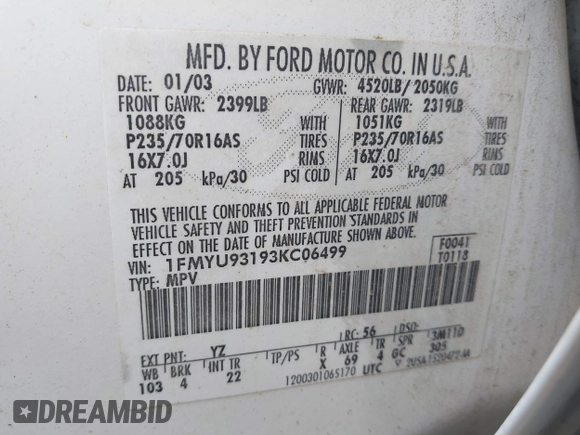 MFD. BY FORD MOTOR CO. IN U.S.A.
DATE: 01/03 GVWR: 4520LB/ 2050KG
FRONT GAWR: 2399LB REAR GAWR: 2319LB
1088KG WITH 1051KG WITH
P235/70R16AS TIRES P235/70R16AS TIRES
16X7.0J RIMS 16X7.0J RIMS
AT 205 kPa/30 PSI COLD AT 205 kPa/30 PSI COLD
THIS VEHICLE CONFORMS TO ALL APPLICABLE FEDERAL MOTOR
VEHICLE SAFETY AND THEFT PREVENTION STANDARDS IN
EFFECT ON THE DATE OF MANUFACTURE SHOWN ABOVE.
VIN: 1FMYU93193KC06499 F0041
TYPE: MPV T0118
EXT PNT: YZ RC: 56 DSO:
WB BRK INT TR TP/PS R AXLE TR SPR
103 4 22 X 69 4 GC 305
1200301065170 UTC
DREAMBID